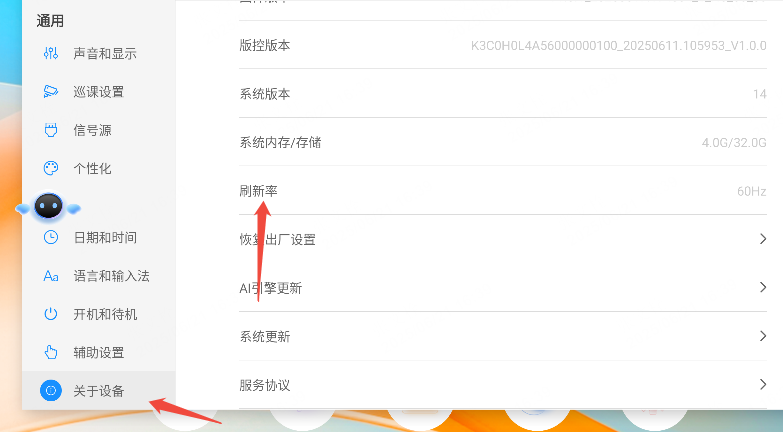 通用
声音和显示
巡课设置
信号源
个性化
日期和时间
Aa 语言和输入法
开机和待机
辅助设置
关于设备
版控版本 K3C0H0L4A56000000100_20250611.105953_V1.0.0
系统版本 14
系统内存/存储 4.0G/32.0G
刷新率 60Hz
恢复出厂设置
AI引擎更新
系统更新
服务协议